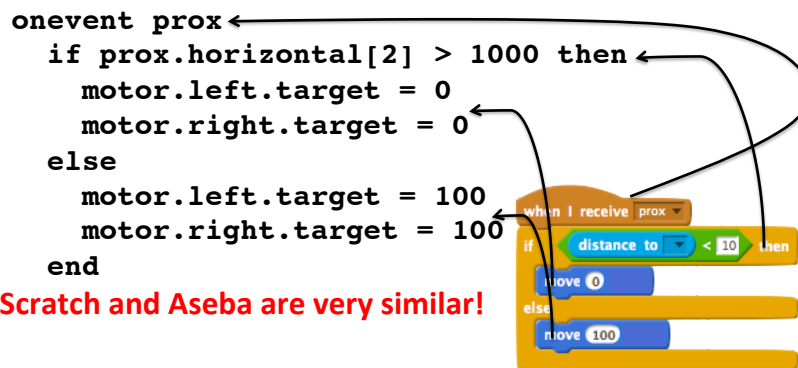 onevent prox
if prox.horizontal[2] > 1000 then
motor.left.target = 0
motor.right.target = 0
else
motor.left.target = 100
motor.right.target = 100
end
Scratch and Aseba are very similar!
when I receive prox
if distance to < 10 then
move 0
else
move 100